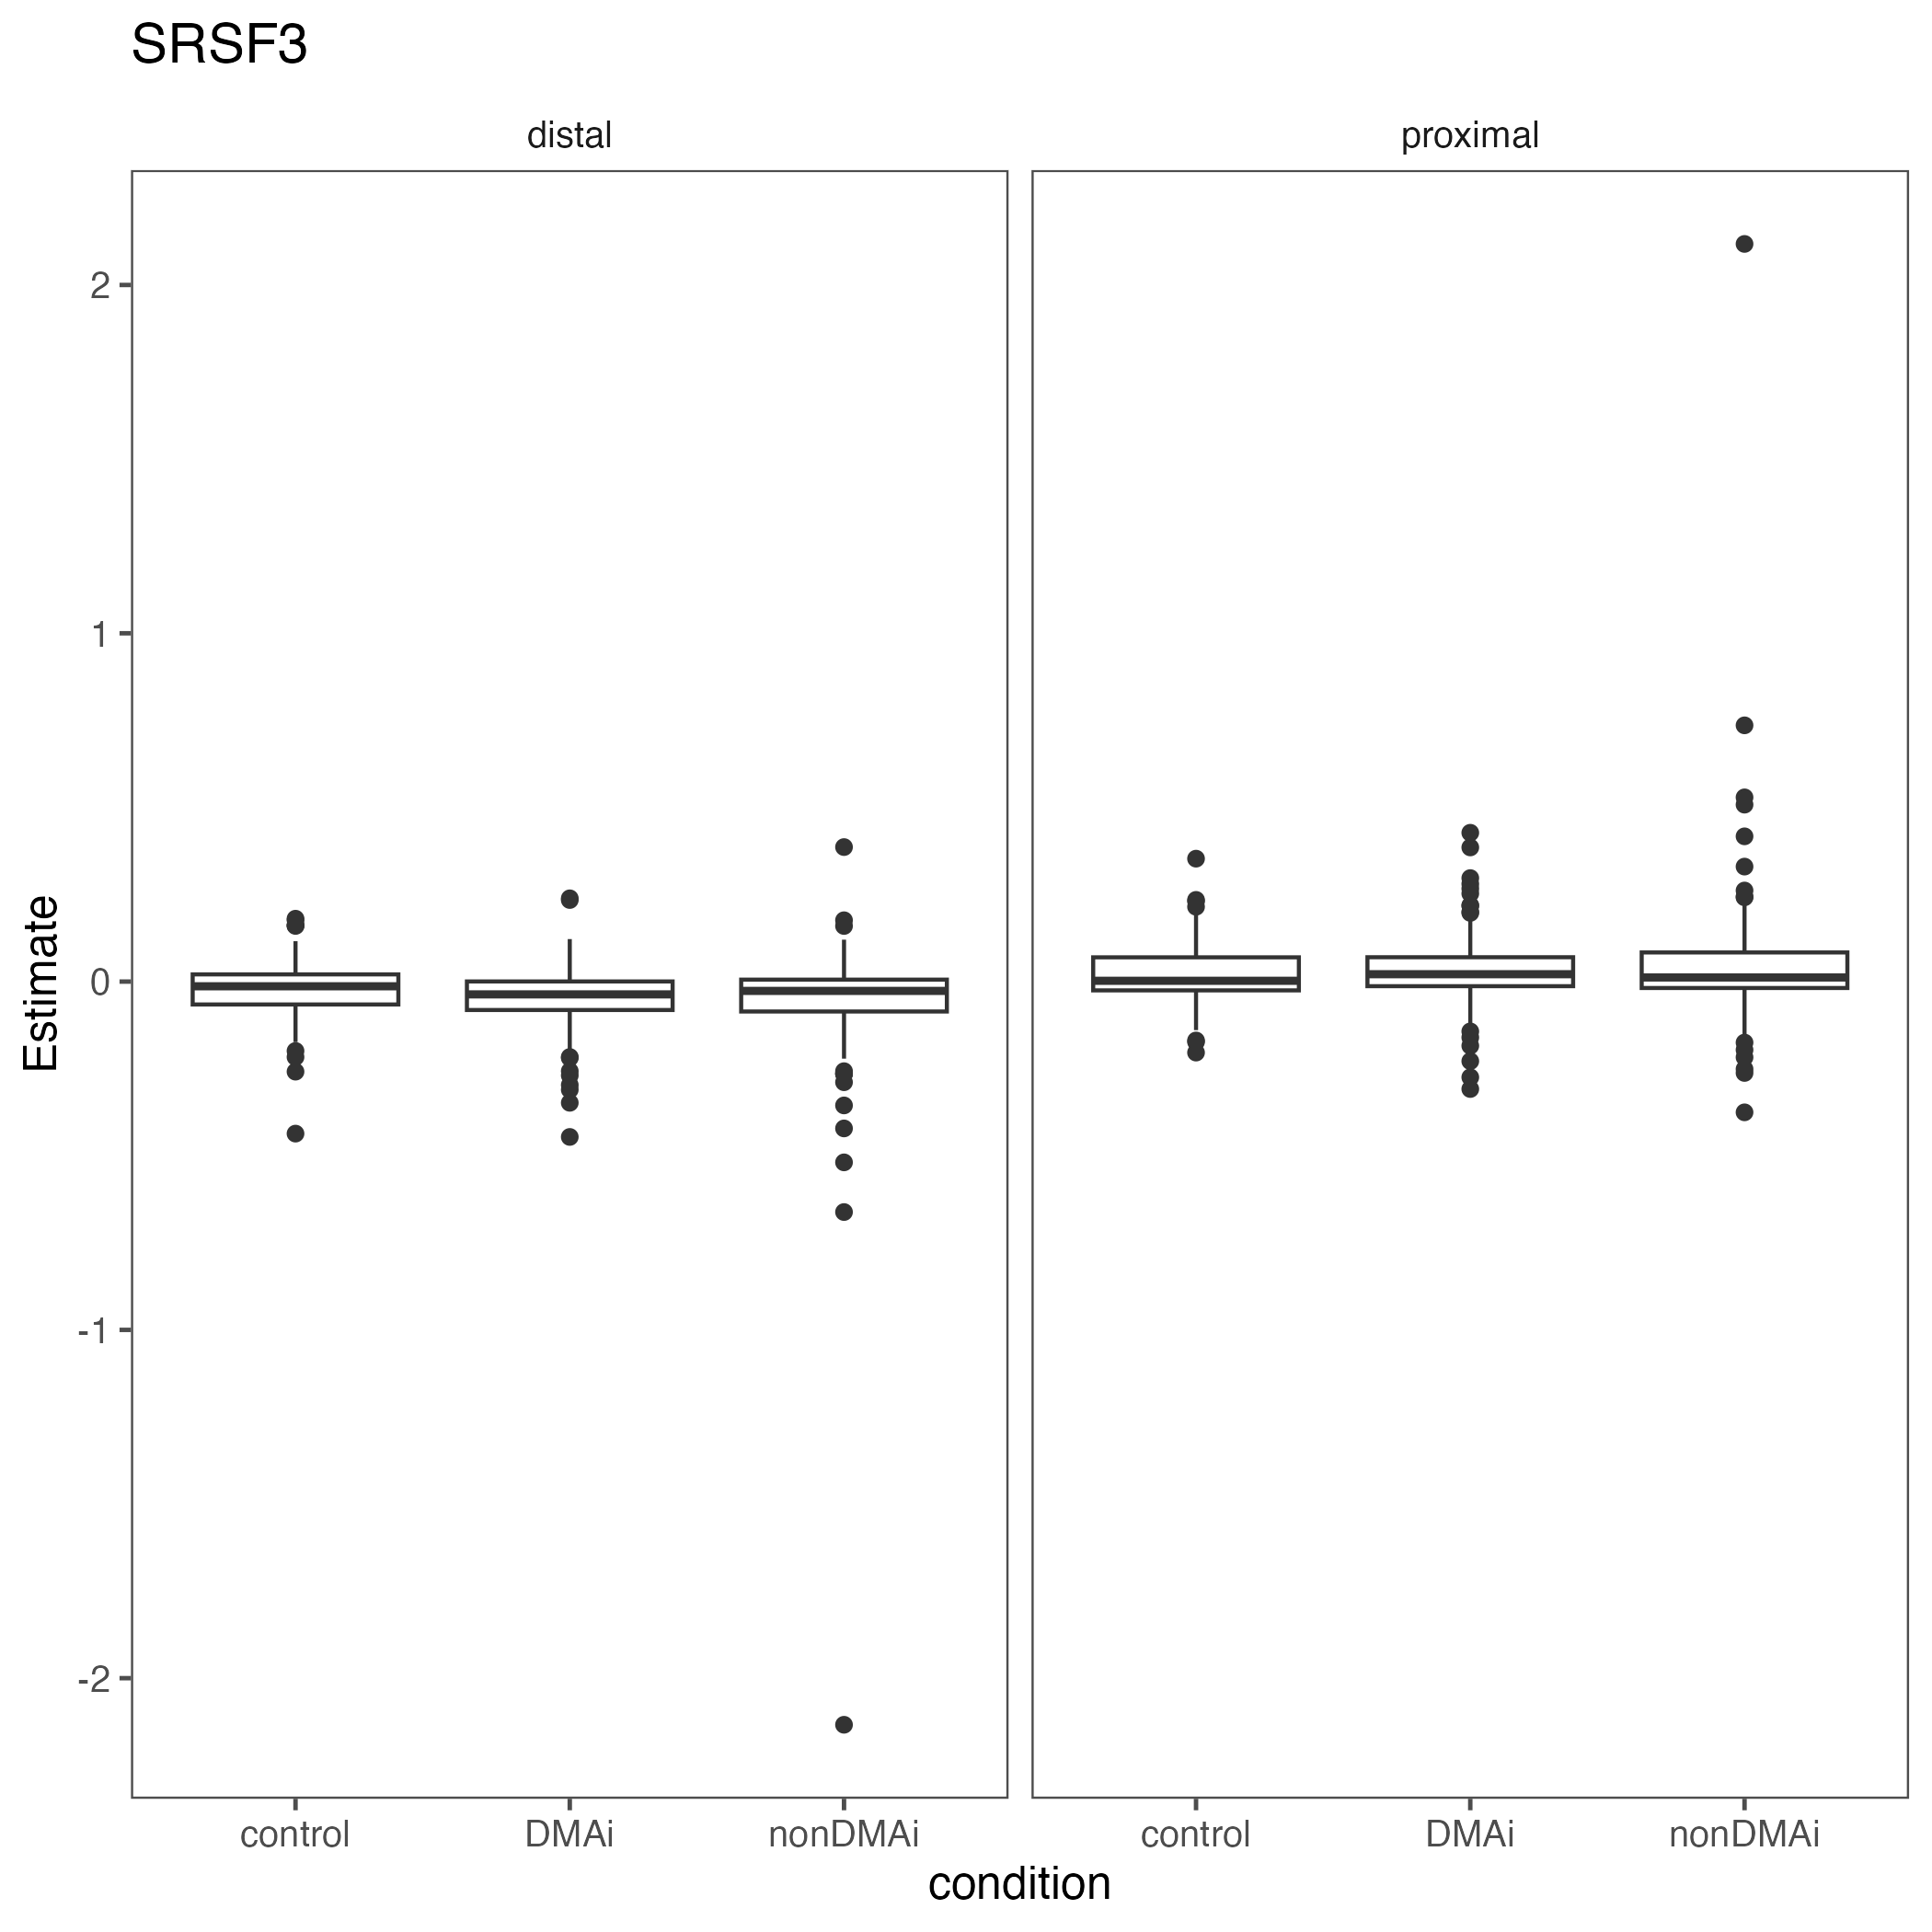 SRSF3
distal
proximal
2
1
0
-1
-2
Estimate
control DMAi nonDMAi control DMAi nonDMAi
condition